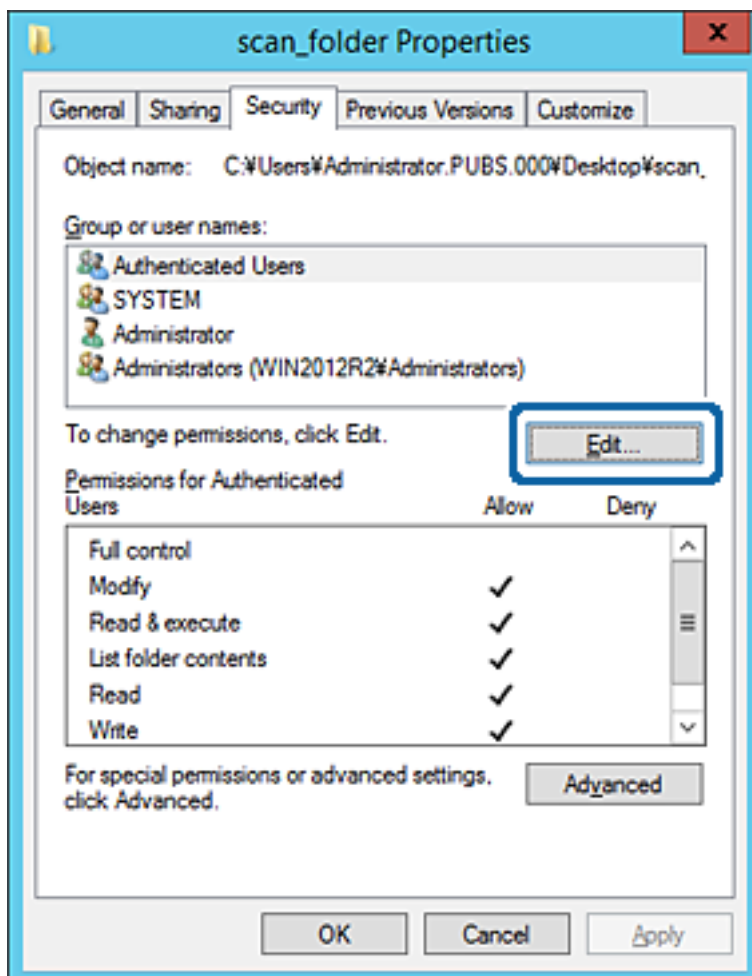 scan_folder Properties
x
General Sharing Security Previous Versions Customize
Object name: C:¥Users¥Administrator.PUBS.000¥Desktop¥scan_
Group or user names:
Authenticated Users
SYSTEM
Administrator
Administrators (WIN2012R2¥Administrators)
To change permissions, click Edit.
Edit...
Permissions for Authenticated
Users Allow Deny
Full control
Modify
Read & execute
List folder contents
Read
Write
For special permissions or advanced settings,
click Advanced.
Advanced
OK Cancel Apply